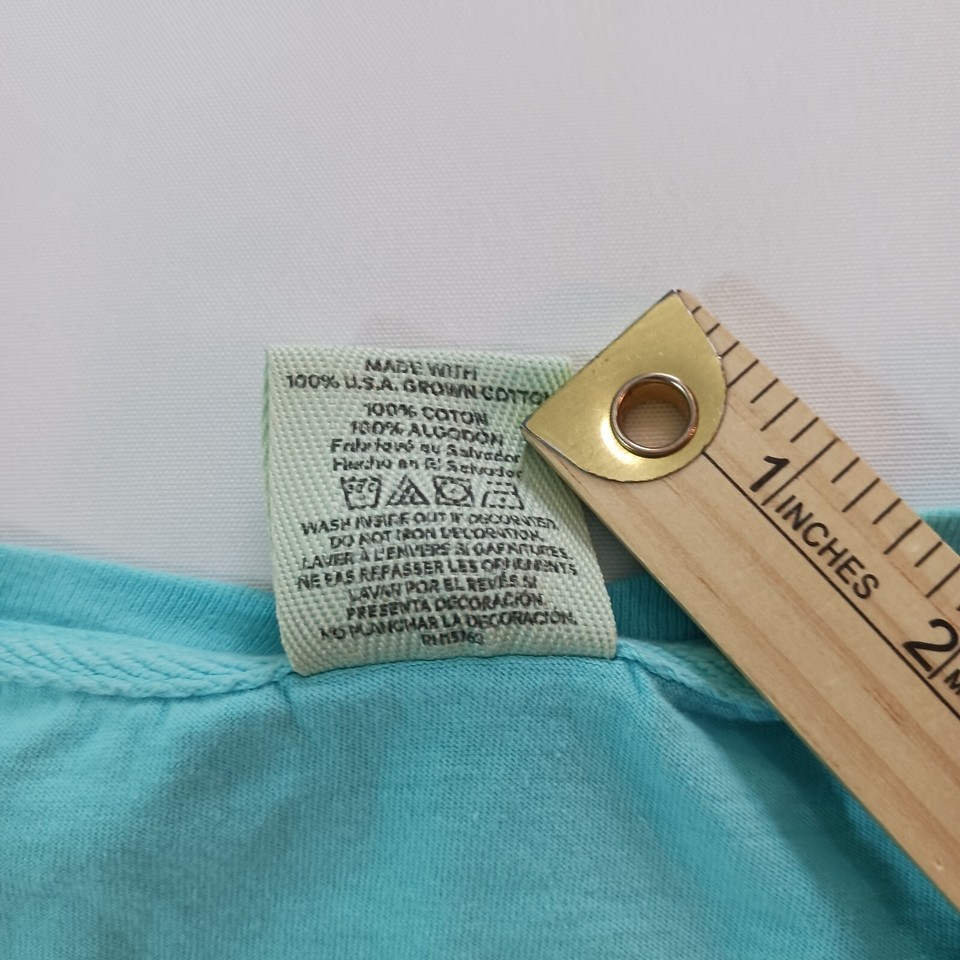 MADE WITH
100% U.S.A. GROWN COTTON
100% COTON
100% ALGODON
Fabriqué au Salvador
Hecho en El Salvador
WASH INSIDE OUT IF DECORATED.
DO NOT IRON DECORATION.
LAVER À L'ENVERS SI GARNITURES.
NE PAS REPASSER LES ORNEMENTS
LAVAR POR EL REVÉS SI
PRESENTA DECORACIÓN.
NO PLANCHAR LA DECORACIÓN.
1 INCHES
2 M